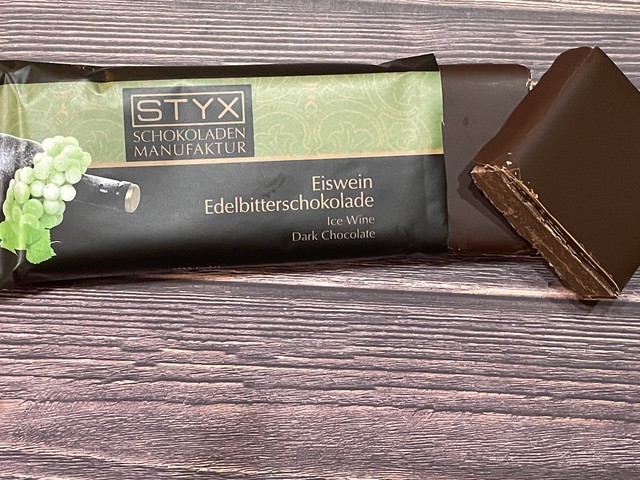 STYX
SCHOKOLADEN
MANUFAKTUR
Eiswein
Edelbitterschokolade
Ice Wine
Dark Chocolate